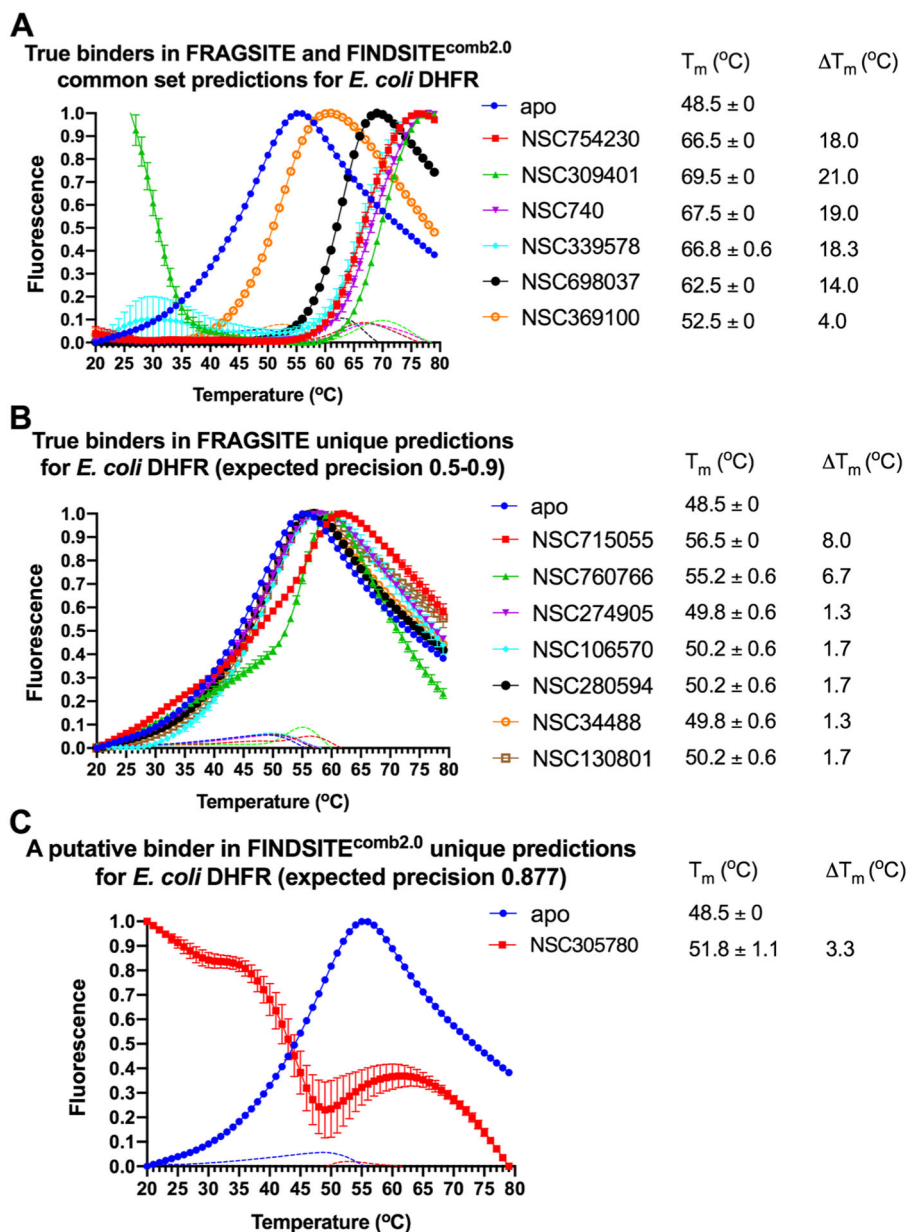 A
True binders in FRAGSITE and FINDSITEcomb2.0
common set predictions for E. coli DHFR
Tm (oC) ΔTm (oC)
apo 48.5 ± 0
NSC754230 66.5 ± 0 18.0
NSC309401 69.5 ± 0 21.0
NSC740 67.5 ± 0 19.0
NSC339578 66.8 ± 0.6 18.3
NSC698037 62.5 ± 0 14.0
NSC369100 52.5 ± 0 4.0
Fluorescence
1.0
0.9
0.8
0.7
0.6
0.5
0.4
0.3
0.2
0.1
0.0
20 25 30 35 40 45 50 55 60 65 70 75 80
Temperature (oC)
B
True binders in FRAGSITE unique predictions
for E. coli DHFR (expected precision 0.5-0.9)
Tm (oC) ΔTm (oC)
apo 48.5 ± 0
NSC715055 56.5 ± 0 8.0
NSC760766 55.2 ± 0.6 6.7
NSC274905 49.8 ± 0.6 1.3
NSC106570 50.2 ± 0.6 1.7
NSC280594 50.2 ± 0.6 1.7
NSC34488 49.8 ± 0.6 1.3
NSC130801 50.2 ± 0.6 1.7
Fluorescence
1.0
0.9
0.8
0.7
0.6
0.5
0.4
0.3
0.2
0.1
0.0
20 25 30 35 40 45 50 55 60 65 70 75 80
Temperature (oC)
C
A putative binder in FINDSITEcomb2.0 unique predictions
for E. coli DHFR (expected precision 0.877)
Tm (oC) ΔTm (oC)
apo 48.5 ± 0
NSC305780 51.8 ± 1.1 3.3
Fluorescence
1.0
0.9
0.8
0.7
0.6
0.5
0.4
0.3
0.2
0.1
0.0
20 25 30 35 40 45 50 55 60 65 70 75 80
Temperature (oC)